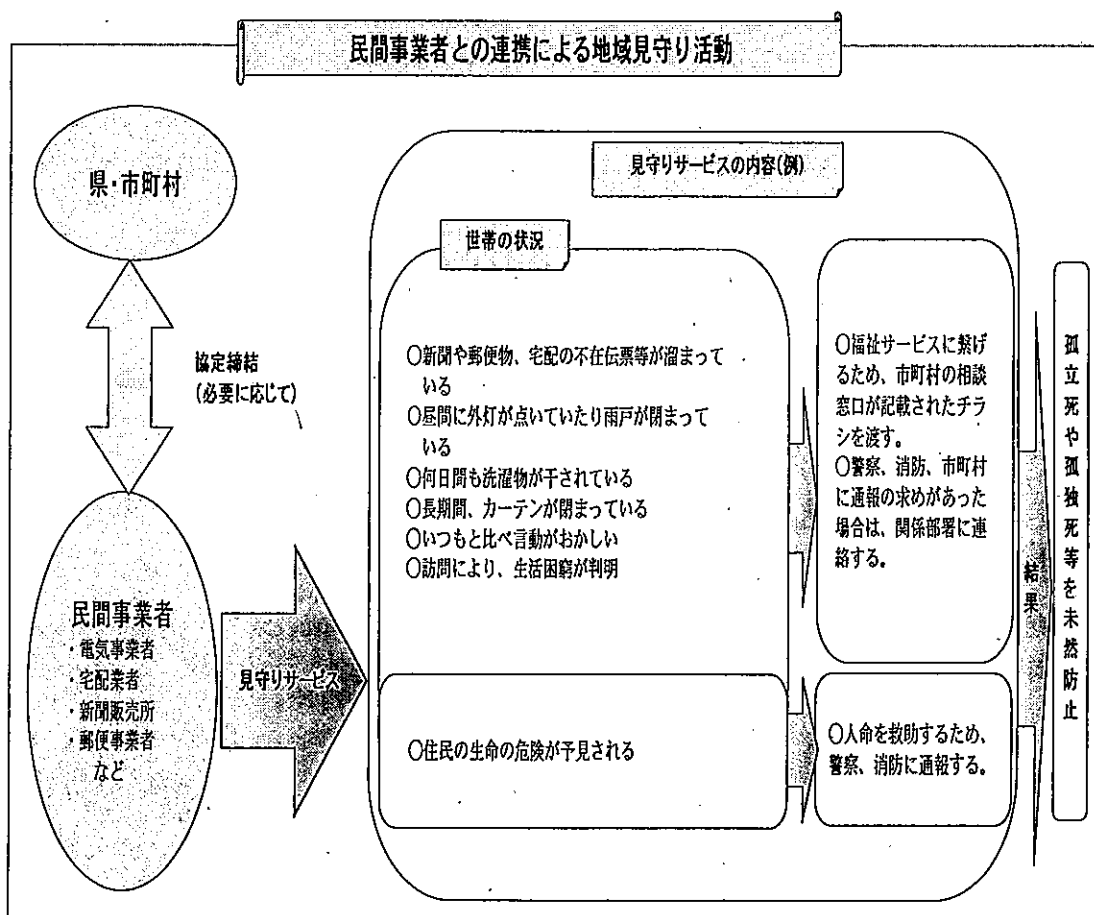 民間事業者との連携による地域見守り活動
県・市町村
協定締結
(必要に応じて)
民間事業者
・電気事業者
・宅配業者
・新聞販売所
・郵便事業者
など
見守りサービス
見守りサービスの内容(例)
世帯の状況
○新聞や郵便物、宅配の不在伝票等が溜まって
いる
○昼間に外灯が点いていたり雨戸が閉まって
いる
○何日間も洗濯物が干されている
○長期間、カーテンが閉まっている
○いつもと比べ言動がおかしい
○訪問により、生活困窮が判明
○福祉サービスに繋げ
るため、市町村の相談
窓口が記載されたチラ
シを渡す。
○警察、消防、市町村
に通報の求めがあった
場合は、関係部署に連
絡する。
○住民の生命の危険が予見される
○人命を救助するため、
警察、消防に通報する。
結果
孤立死や孤独死等を未然防止